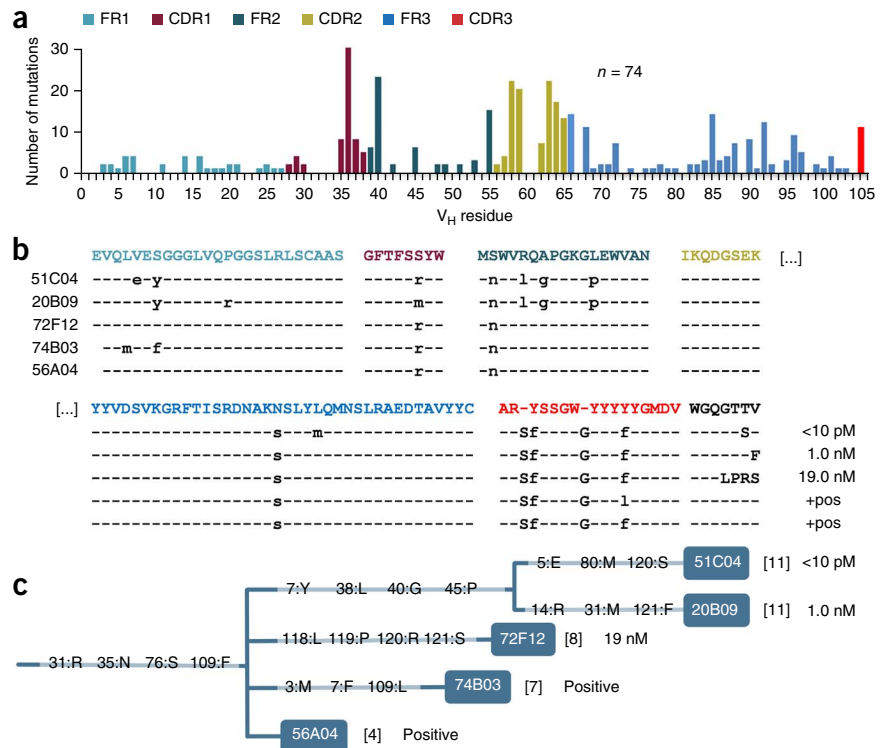 a
FR1 CDR1 FR2 CDR2 FR3 CDR3
Number of mutations
30
20
10
0
n = 74
0 5 10 15 20 25 30 35 40 45 50 55 60 65 70 75 80 85 90 95 100 105
VH residue
b
EVQLVESGGGLVQPGGSLRLSCAAS GFTFSSYW MSWVRQAPGKGLEWVAN IKQDGSEK [...]
51C04 ----e-y------------------ -----r-- -n--l-g----p----- --------
20B09 ------y------r----------- -----m-- -n--l-g----p----- --------
72F12 ------------------------- -----r-- -n--------------- --------
74B03 --m--f------------------ -----r-- -n--------------- --------
56A04 ------------------------- -----r-- -n--------------- --------
[...] YYVDSVKGRFTISRDNAKNSLYLQMNSLRAEDTAVYYC AR-YSSGW-YYYYYGMDV WGQGTTV
------------------s---m--------------- --Sf----G---f----- -----S- <10 pM
------------------s------------------- --Sf----G---f----- ------F 1.0 nM
------------------s------------------- --Sf----G---f----- ---LPRS 19.0 nM
------------------s------------------- --Sf----G---l----- ------- +pos
------------------s------------------- --Sf----G---f----- ------- +pos
c
5:E 80:M 120:S 51C04 [11] <10 pM
7:Y 38:L 40:G 45:P
14:R 31:M 121:F 20B09 [11] 1.0 nM
118:L 119:P 120:R 121:S 72F12 [8] 19 nM
31:R 35:N 76:S 109:F
3:M 7:F 109:L 74B03 [7] Positive
56A04 [4] Positive